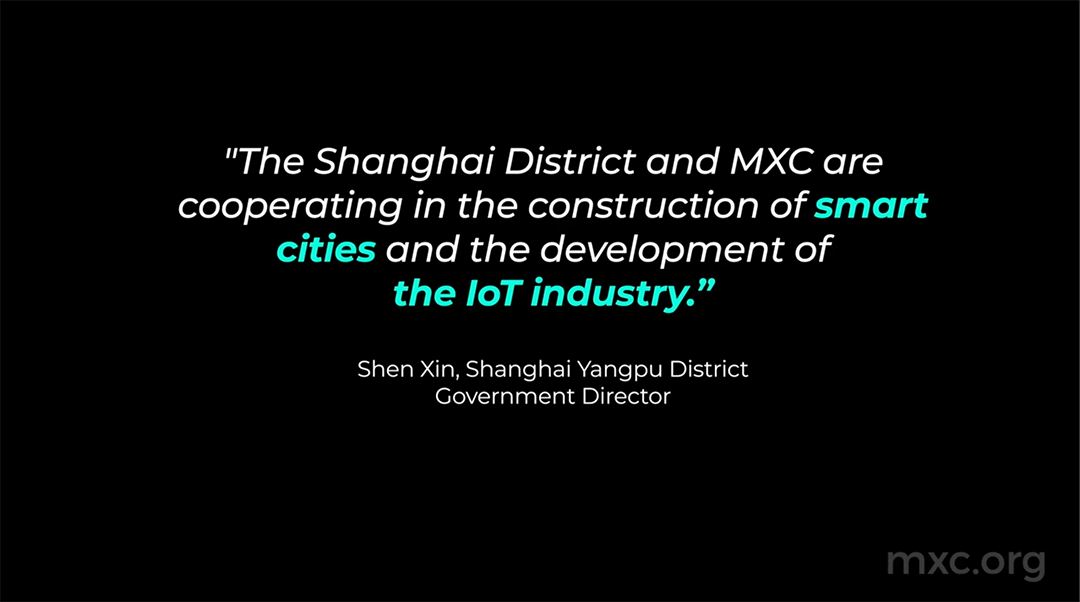 "The Shanghai District and MXC are
cooperating in the construction of smart
cities and the development of
the IoT industry.”
Shen Xin, Shanghai Yangpu District
Government Director
mxc.org